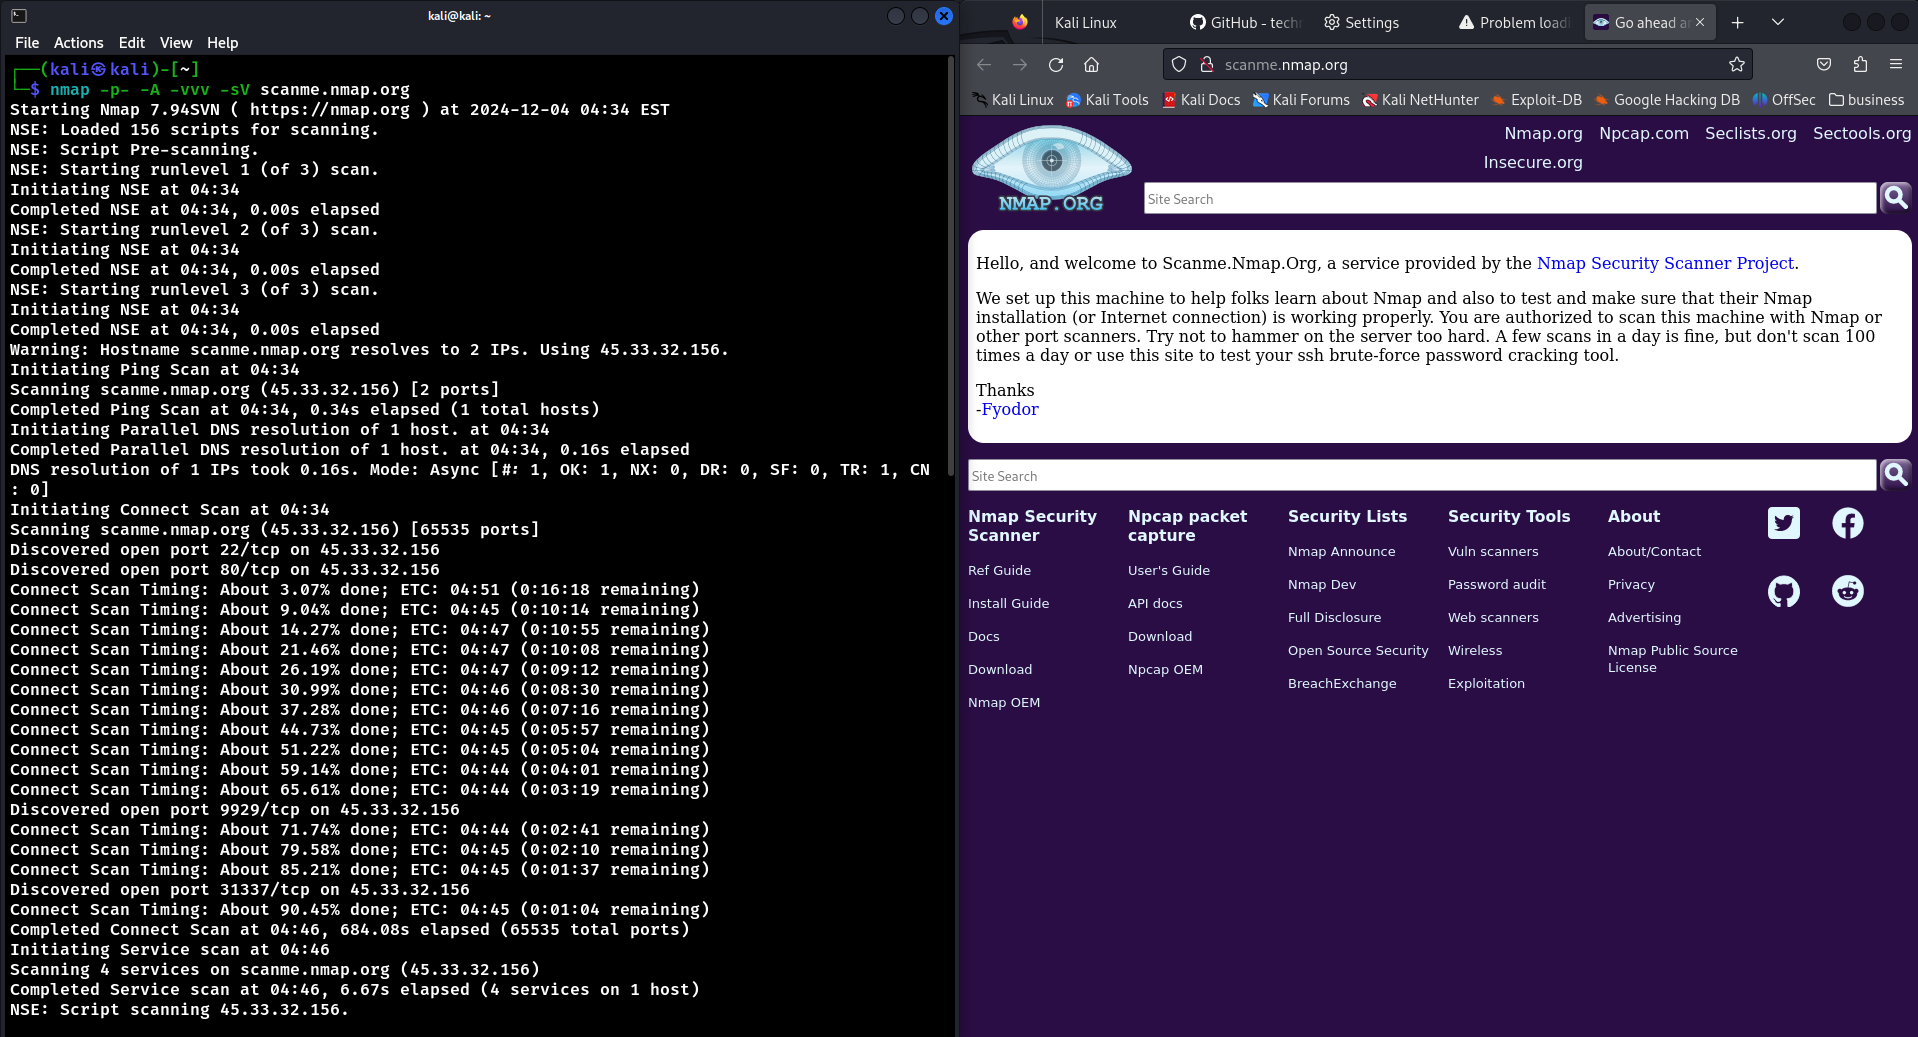 kali@kali: ~
File Actions Edit View Help
┌──(kali㉿kali)-[~]
└─$ nmap -p- -A -vvv -sV scanme.nmap.org
Starting Nmap 7.94SVN ( https://nmap.org ) at 2024-12-04 04:34 EST
NSE: Loaded 156 scripts for scanning.
NSE: Script Pre-scanning.
NSE: Starting runlevel 1 (of 3) scan.
Initiating NSE at 04:34
Completed NSE at 04:34, 0.00s elapsed
NSE: Starting runlevel 2 (of 3) scan.
Initiating NSE at 04:34
Completed NSE at 04:34, 0.00s elapsed
NSE: Starting runlevel 3 (of 3) scan.
Initiating NSE at 04:34
Completed NSE at 04:34, 0.00s elapsed
Warning: Hostname scanme.nmap.org resolves to 2 IPs. Using 45.33.32.156.
Initiating Ping Scan at 04:34
Scanning scanme.nmap.org (45.33.32.156) [2 ports]
Completed Ping Scan at 04:34, 0.34s elapsed (1 total hosts)
Initiating Parallel DNS resolution of 1 host. at 04:34
Completed Parallel DNS resolution of 1 host. at 04:34, 0.16s elapsed
DNS resolution of 1 IPs took 0.16s. Mode: Async [#: 1, OK: 1, NX: 0, DR: 0, SF: 0, TR: 1, CN
: 0]
Initiating Connect Scan at 04:34
Scanning scanme.nmap.org (45.33.32.156) [65535 ports]
Discovered open port 22/tcp on 45.33.32.156
Discovered open port 80/tcp on 45.33.32.156
Connect Scan Timing: About 3.07% done; ETC: 04:51 (0:16:18 remaining)
Connect Scan Timing: About 9.04% done; ETC: 04:45 (0:10:14 remaining)
Connect Scan Timing: About 14.27% done; ETC: 04:47 (0:10:55 remaining)
Connect Scan Timing: About 21.46% done; ETC: 04:47 (0:10:08 remaining)
Connect Scan Timing: About 26.19% done; ETC: 04:47 (0:09:12 remaining)
Connect Scan Timing: About 30.99% done; ETC: 04:46 (0:08:30 remaining)
Connect Scan Timing: About 37.28% done; ETC: 04:46 (0:07:16 remaining)
Connect Scan Timing: About 44.73% done; ETC: 04:45 (0:05:57 remaining)
Connect Scan Timing: About 51.22% done; ETC: 04:45 (0:05:04 remaining)
Connect Scan Timing: About 59.14% done; ETC: 04:44 (0:04:01 remaining)
Connect Scan Timing: About 65.61% done; ETC: 04:44 (0:03:19 remaining)
Discovered open port 9929/tcp on 45.33.32.156
Connect Scan Timing: About 71.74% done; ETC: 04:44 (0:02:41 remaining)
Connect Scan Timing: About 79.58% done; ETC: 04:45 (0:02:10 remaining)
Connect Scan Timing: About 85.21% done; ETC: 04:45 (0:01:37 remaining)
Discovered open port 31337/tcp on 45.33.32.156
Connect Scan Timing: About 90.45% done; ETC: 04:45 (0:01:04 remaining)
Completed Connect Scan at 04:46, 684.08s elapsed (65535 total ports)
Initiating Service scan at 04:46
Scanning 4 services on scanme.nmap.org (45.33.32.156)
Completed Service scan at 04:46, 6.67s elapsed (4 services on 1 host)
NSE: Script scanning 45.33.32.156.
Kali Linux GitHub - techn Settings Problem loadi Go ahead a
scanme.nmap.org
Kali Linux Kali Tools Kali Docs Kali Forums Kali NetHunter Exploit-DB Google Hacking DB OffSec business
NMAP.ORG
Nmap.org Npcap.com Seclists.org Sectools.org
Insecure.org
Site Search
Hello, and welcome to Scanme.Nmap.Org, a service provided by the Nmap Security Scanner Project.
We set up this machine to help folks learn about Nmap and also to test and make sure that their Nmap
installation (or Internet connection) is working properly. You are authorized to scan this machine with Nmap or
other port scanners. Try not to hammer on the server too hard. A few scans in a day is fine, but don't scan 100
times a day or use this site to test your ssh brute-force password cracking tool.
Thanks
-Fyodor
Site Search
Nmap Security
Scanner
Ref Guide
Install Guide
Docs
Download
Nmap OEM
Npcap packet
capture
User's Guide
API docs
Download
Npcap OEM
Security Lists
Nmap Announce
Nmap Dev
Full Disclosure
Open Source Security
BreachExchange
Security Tools
Vuln scanners
Password audit
Web scanners
Wireless
Exploitation
About
About/Contact
Privacy
Advertising
Nmap Public Source
License